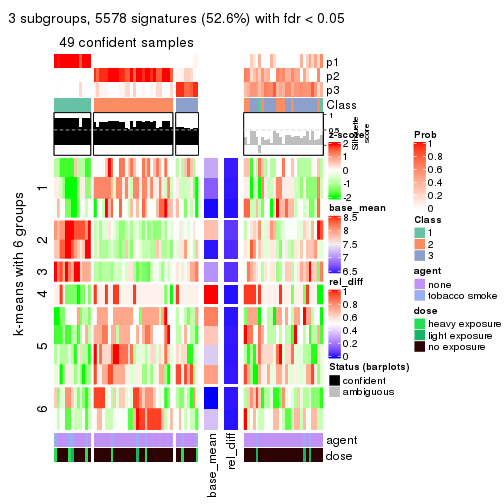 3 subgroups, 5578 signatures (52.6%) with fdr < 0.05
49 confident samples
p1
p2
p3
Class
1
0.5
0
Silhouette
score
z-score
2
1
0
-1
-2
k-means with 6 groups
1
2
3
4
5
6
base_mean
8.5
8
7.5
7
6.5
rel_diff
1
0.8
0.6
0.4
0.2
0
Status (barplots)
confident
ambiguous
Prob
1
0.8
0.6
0.4
0.2
0
Class
1
2
3
agent
none
tobacco smoke
dose
heavy exposure
light exposure
no exposure
agent
dose
base_mean
rel_diff